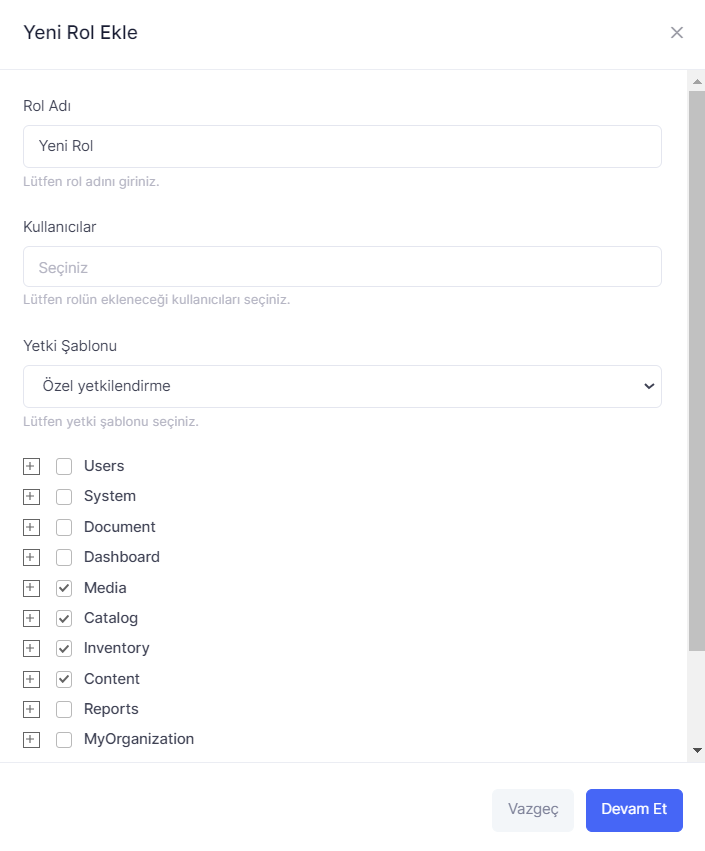 Yeni Rol Ekle
Rol Adı
Yeni Rol
Lütfen rol adını giriniz.
Kullanıcılar
Seçiniz
Lütfen rolün ekleneceği kullanıcıları seçiniz.
Yetki Şablonu
Özel yetkilendirme
Lütfen yetki şablonu seçiniz.
Users
System
Document
Dashboard
Media
Catalog
Inventory
Content
Reports
MyOrganization
Vazgeç Devam Et